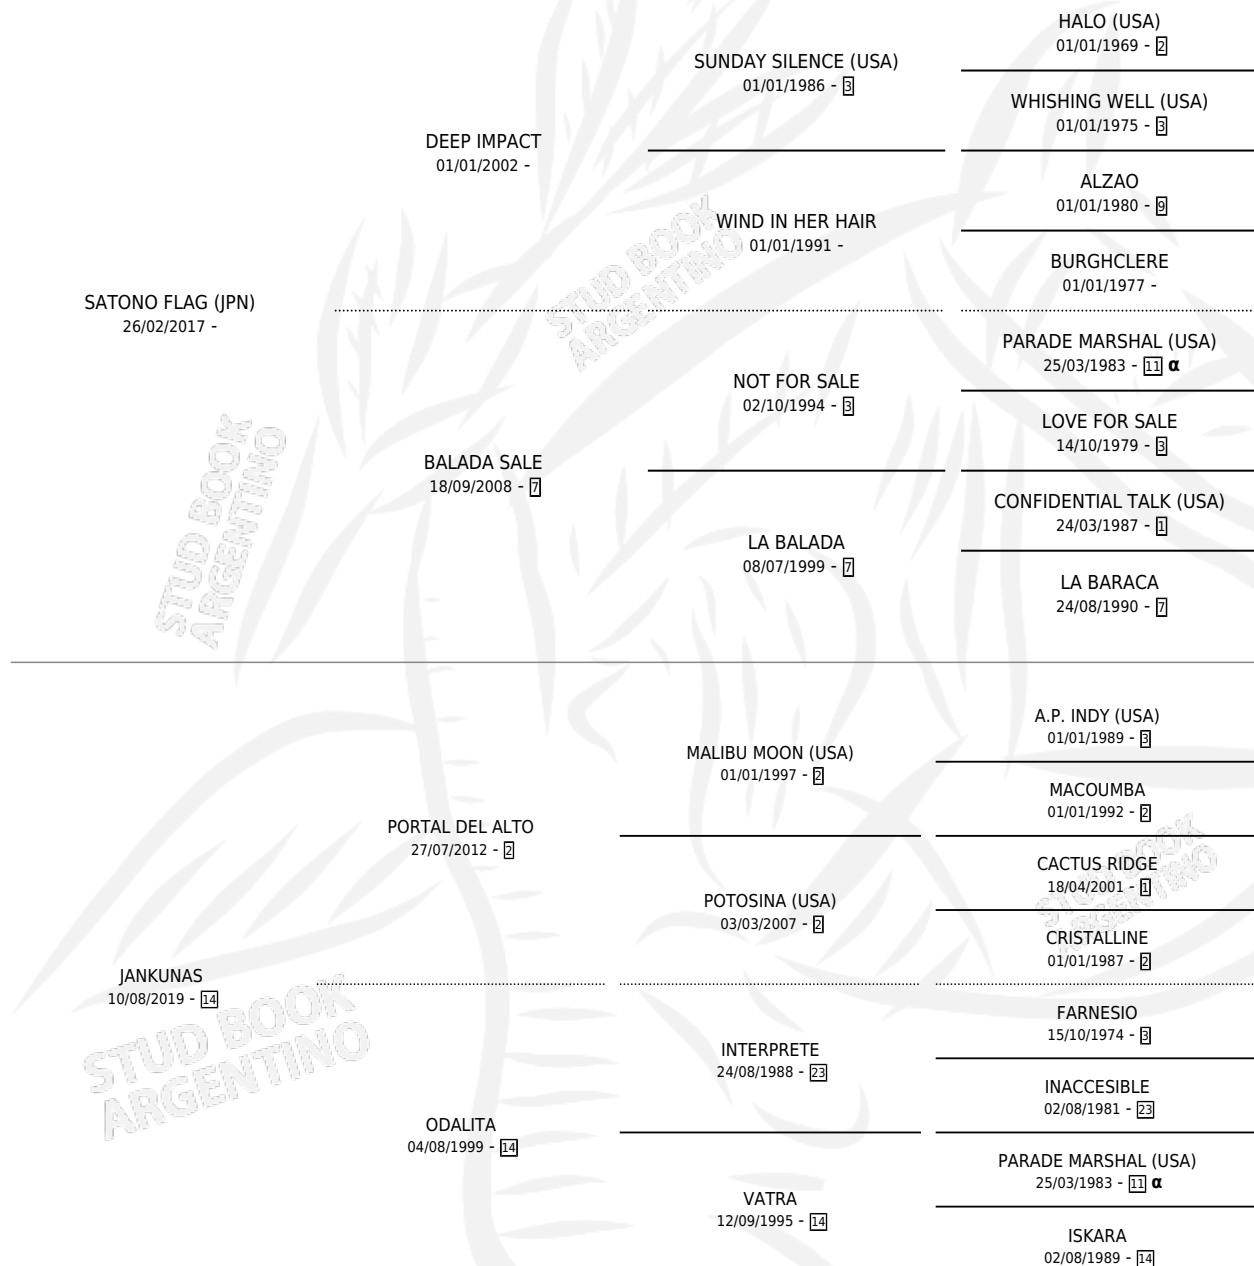 HALO (USA)
01/01/1969 - 2
SUNDAY SILENCE (USA)
01/01/1986 - 3
WHISHING WELL (USA)
01/01/1975 - 3
DEEP IMPACT
01/01/2002 -
ALZAO
01/01/1980 - 9
WIND IN HER HAIR
01/01/1991 -
BURGHCLERE
01/01/1977 -
SATONO FLAG (JPN)
26/02/2017 -
PARADE MARSHAL (USA)
25/03/1983 - 11 α
NOT FOR SALE
02/10/1994 - 3
LOVE FOR SALE
14/10/1979 - 3
BALADA SALE
18/09/2008 - 7
CONFIDENTIAL TALK (USA)
24/03/1987 - 1
LA BALADA
08/07/1999 - 7
LA BARACA
24/08/1990 - 7
A.P. INDY (USA)
01/01/1989 - 3
MALIBU MOON (USA)
01/01/1997 - 2
MACOUMBA
01/01/1992 - 2
PORTAL DEL ALTO
27/07/2012 - 2
CACTUS RIDGE
18/04/2001 - 1
POTOSINA (USA)
03/03/2007 - 2
CRISTALLINE
01/01/1987 - 2
JANKUNAS
10/08/2019 - 14
FARNESIO
15/10/1974 - 3
INTERPRETE
24/08/1988 - 23
INACCESIBLE
02/08/1981 - 23
ODALITA
04/08/1999 - 14
PARADE MARSHAL (USA)
25/03/1983 - 11 α
VATRA
12/09/1995 - 14
ISKARA
02/08/1989 - 14
STUD BOOK
ARGENTINO
STUD BOOK
ARGENTINO
STUD BOOK
ARGENTINO
STUD BOOK
ARGENTINO